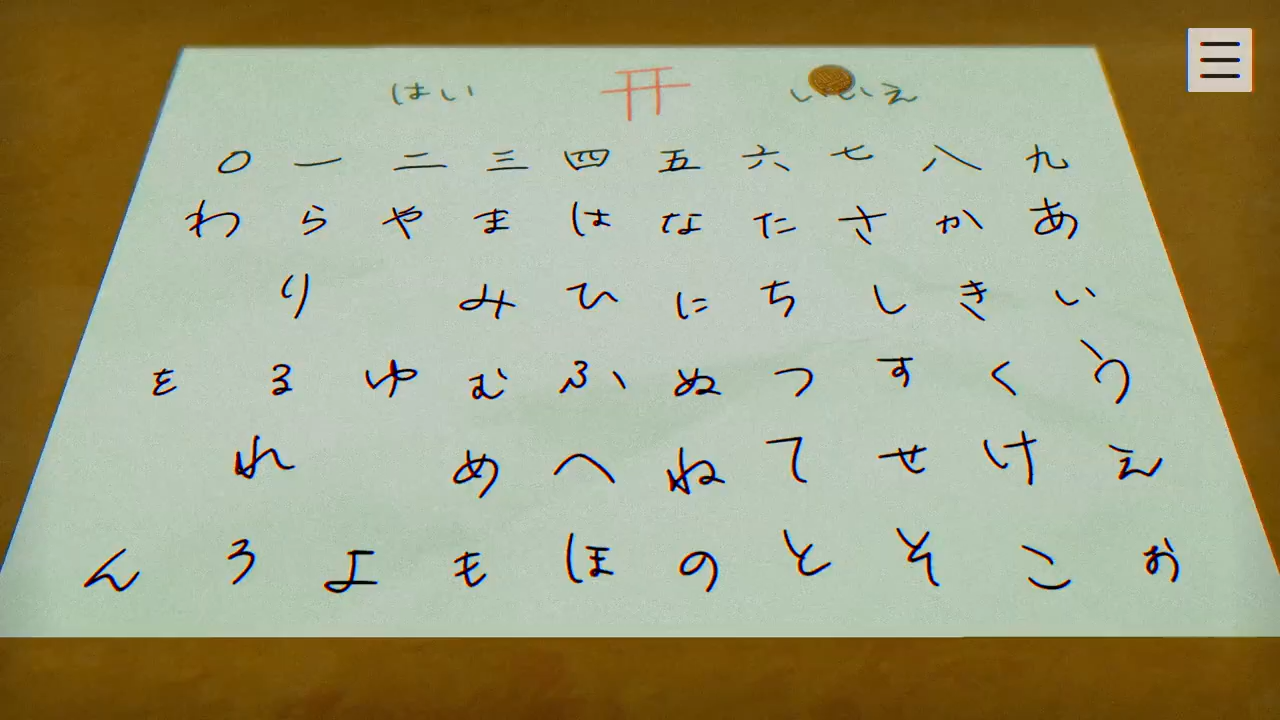 はい いいえ
0 一 二 三 四 五 六 七 八 九
わ ら や ま は な た さ か あ
り み ひ に ち し き い
を る ゆ む ふ ぬ つ す く う
れ め へ ね て せ け え
ん ろ よ も ほ の と そ こ お